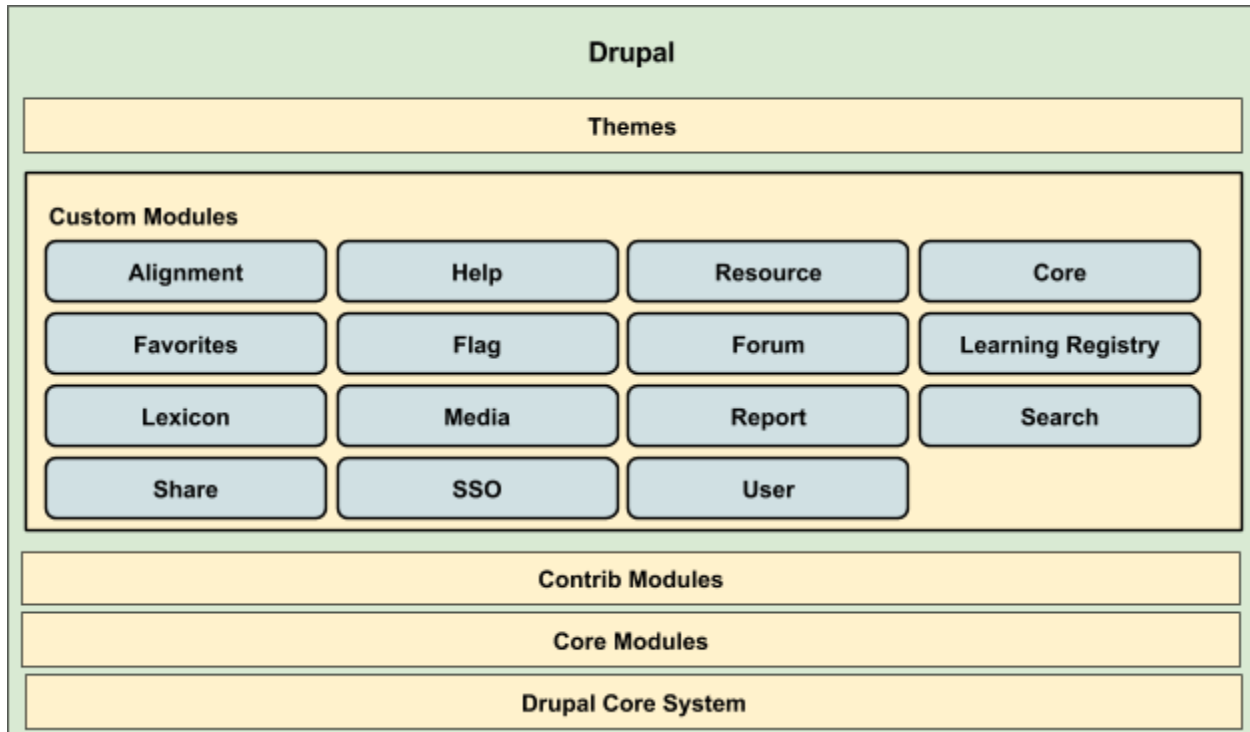 Drupal
Themes
Custom Modules
Alignment Help Resource Core
Favorites Flag Forum Learning Registry
Lexicon Media Report Search
Share SSO User
Contrib Modules
Core Modules
Drupal Core System